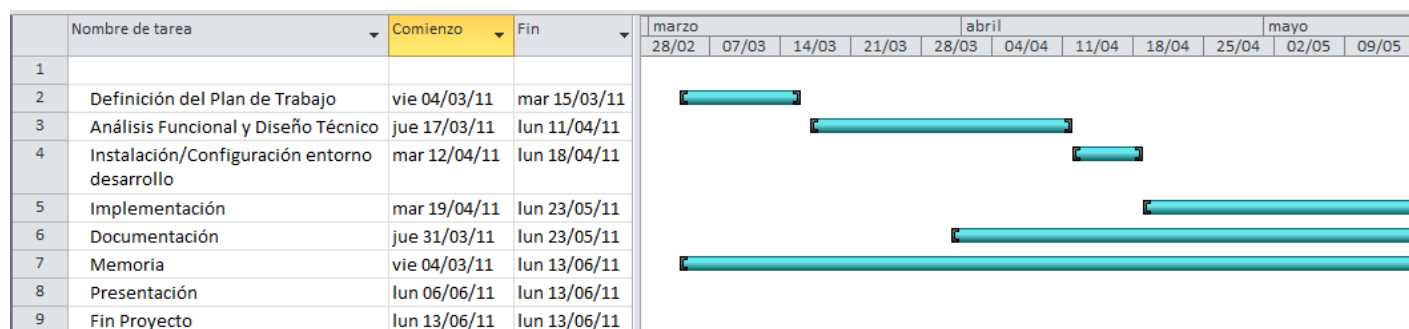 Nombre de tarea Comienzo Fin marzo abril mayo
28/02 07/03 14/03 21/03 28/03 04/04 11/04 18/04 25/04 02/05 09/05
1
2 Definición del Plan de Trabajo vie 04/03/11 mar 15/03/11
3 Análisis Funcional y Diseño Técnico jue 17/03/11 lun 11/04/11
4 Instalación/Configuración entorno mar 12/04/11 lun 18/04/11
desarrollo
5 Implementación mar 19/04/11 lun 23/05/11
6 Documentación jue 31/03/11 lun 23/05/11
7 Memoria vie 04/03/11 lun 13/06/11
8 Presentación lun 06/06/11 lun 13/06/11
9 Fin Proyecto lun 13/06/11 lun 13/06/11